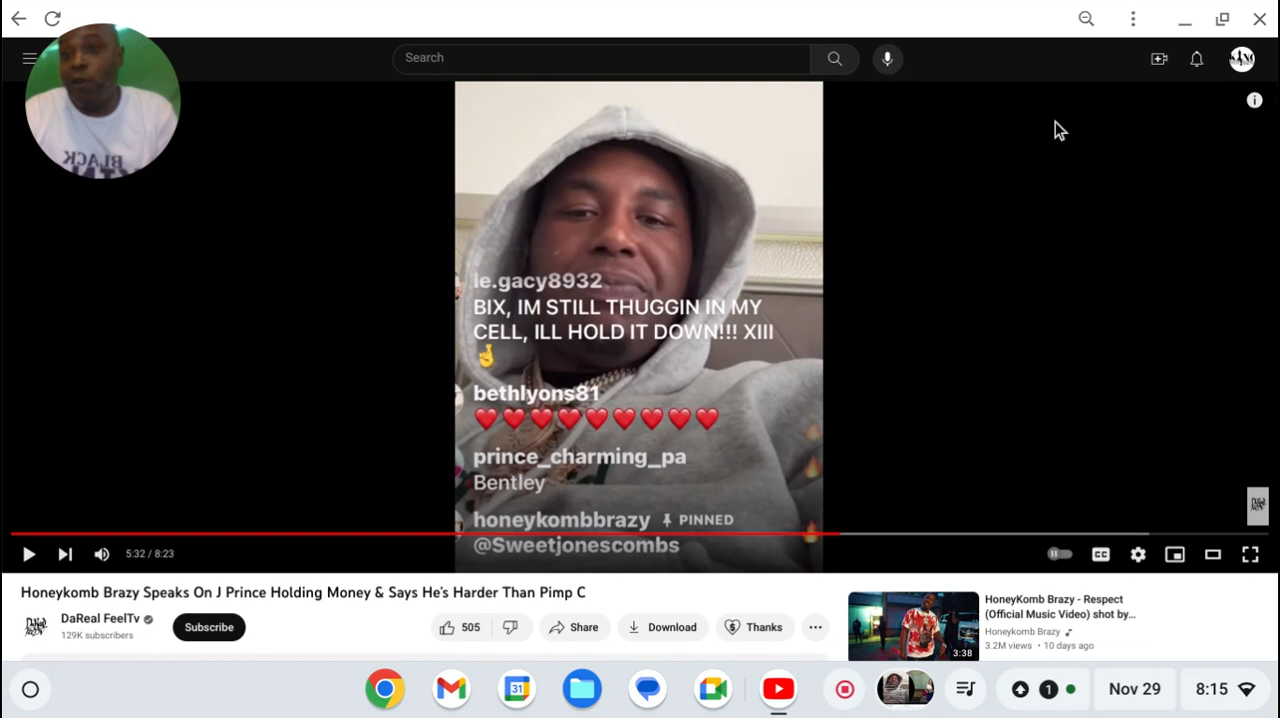 Search
BLACK
le.gacy8932
BIX, IM STILL THUGGIN IN MY
CELL, ILL HOLD IT DOWN!!! XIII
🤞
bethlyons81
❤️❤️❤️❤️❤️❤️❤️❤️❤️
prince_charming_pa
Bentley
honeykombbrazy PINNED
@Sweetjonescombs
5:32 / 8:23
CC
Honeykomb Brazy Speaks On J Prince Holding Money & Says He's Harder Than Pimp C
DaReal FeelTv
129K subscribers
Subscribe
505
Share
Download
Thanks
HoneyKomb Brazy - Respect
(Official Music Video) shot by...
Honeykomb Brazy
3.2M views • 10 days ago
3:38
31
1
Nov 29
8:15